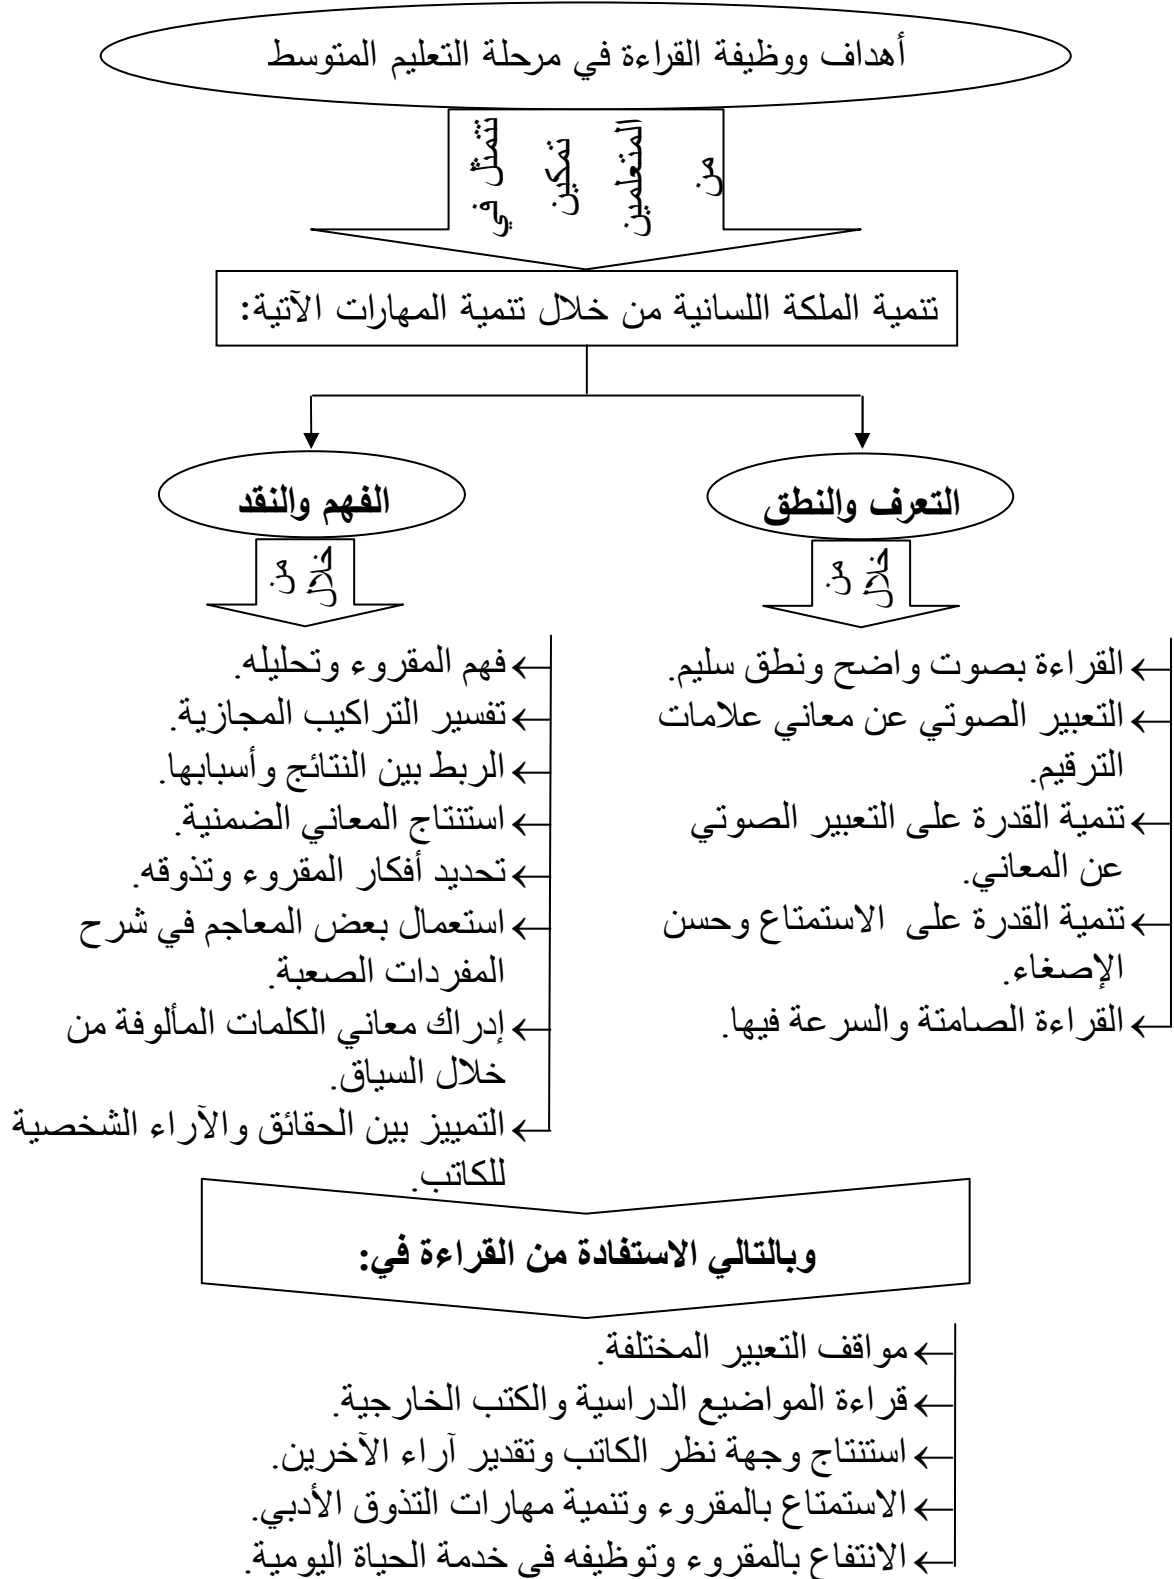 أهداف ووظيفة القراءة في مرحلة التعليم المتوسط
تتمثل في
تمكين
المتعلمين
من
تنمية الملكة اللسانية من خلال تنمية المهارات الآتية:
التعرف والنطق
من
خلال
القراءة بصوت واضح ونطق سليم.
التعبير الصوتي عن معاني علامات
الترقيم.
تنمية القدرة على التعبير الصوتي
عن المعاني.
تنمية القدرة على الاستمتاع وحسن
الإصغاء.
القراءة الصامتة والسرعة فيها.
الفهم والنقد
من
خلال
فهم المقروء وتحليله.
تفسير التراكيب المجازية.
الربط بين النتائج وأسبابها.
استنتاج المعاني الضمنية.
تحديد أفكار المقروء وتذوقه.
استعمال بعض المعاجم في شرح
المفردات الصعبة.
إدراك معاني الكلمات المألوفة من
خلال السياق.
التمييز بين الحقائق والآراء الشخصية
للكاتب.
وبالتالي الاستفادة من القراءة في:
مواقف التعبير المختلفة.
قراءة المواضيع الدراسية والكتب الخارجية.
استنتاج وجهة نظر الكاتب وتقدير آراء الآخرين.
الاستمتاع بالمقروء وتنمية مهارات التذوق الأدبي.
الانتفاع بالمقروء وتوظيفه في خدمة الحياة اليومية.